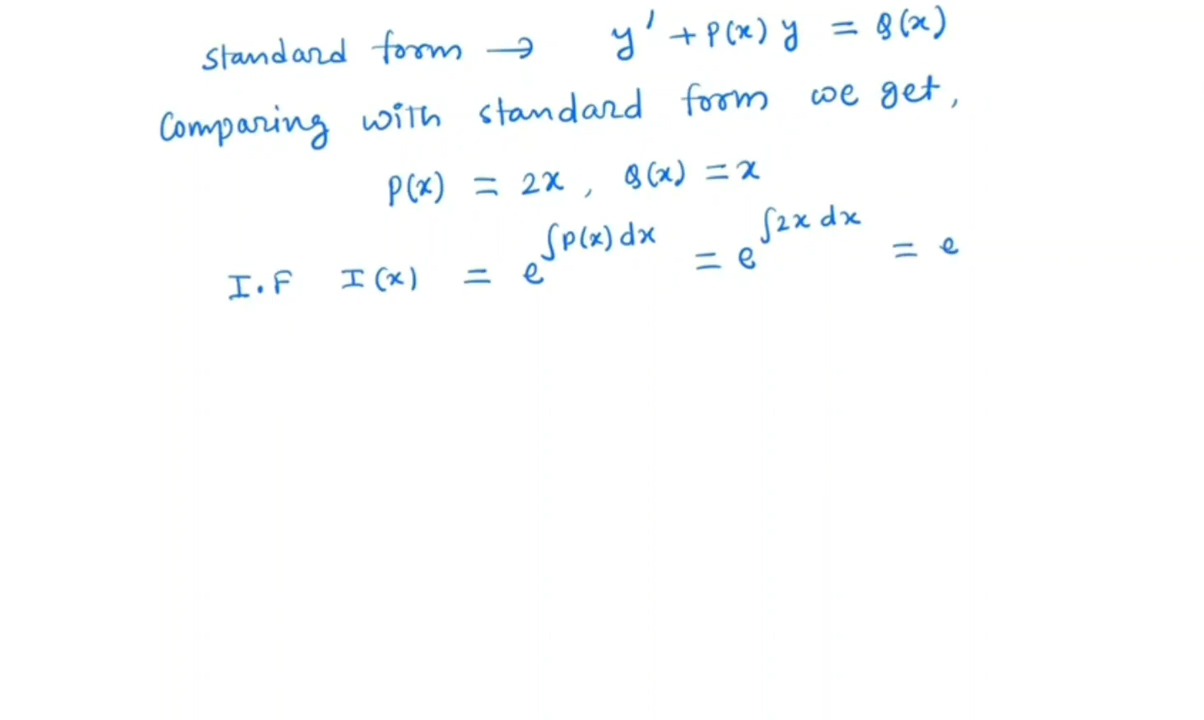 standard form → y' + P(x) y = Q(x)
Comparing with standard form we get,
P(x) = 2x , Q(x) = x
I.F I(x) = e^∫P(x) dx = e^∫2x dx = e